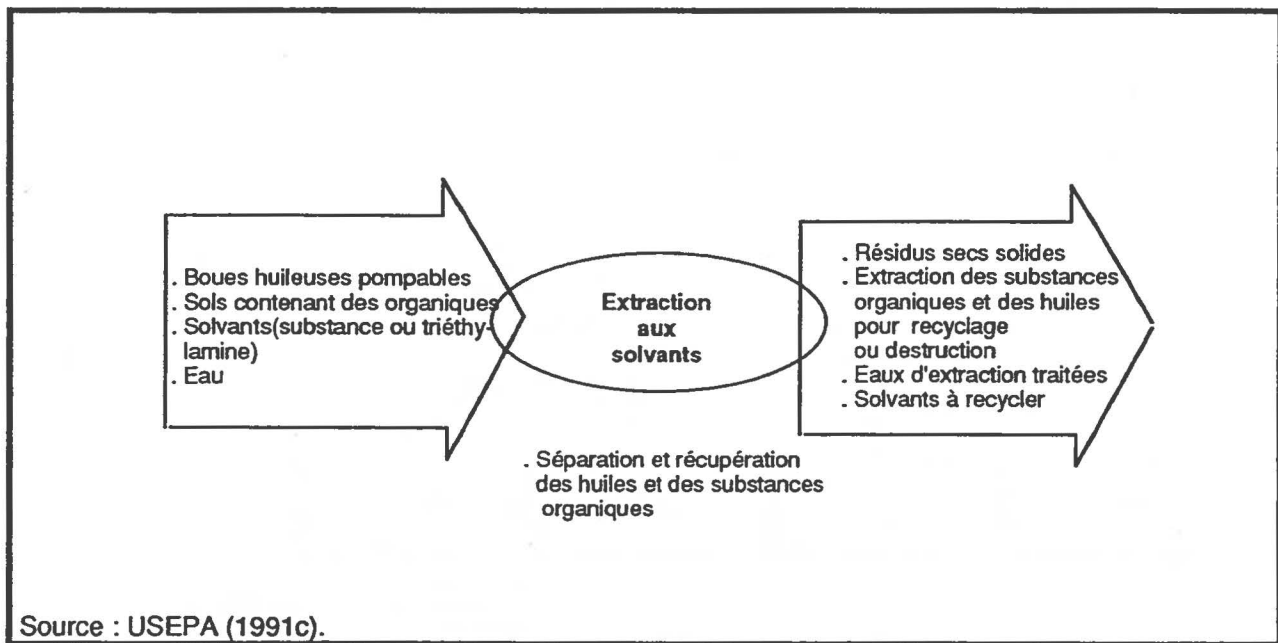 . Boues huileuses pompables
. Sols contenant des organiques
. Solvants(substance ou triéthy-
lamine)
. Eau
Extraction
aux
solvants
. Séparation et récupération
des huiles et des substances
organiques
. Résidus secs solides
. Extraction des substances
organiques et des huiles
pour recyclage
ou destruction
. Eaux d'extraction traitées
. Solvants à recycler
Source : USEPA (1991c).